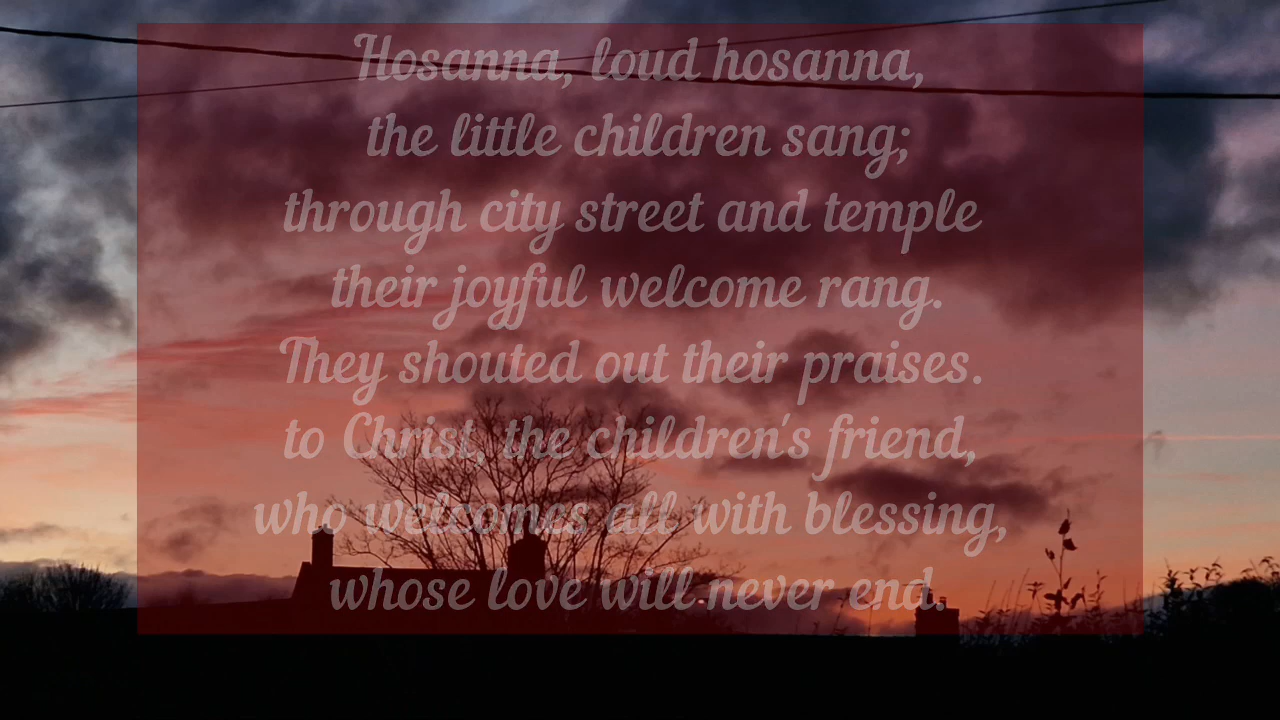 Hosanna, loud hosanna,
the little children sang;
through city street and temple
their joyful welcome rang.
They shouted out their praises.
to Christ, the children's friend,
who welcomes all with blessing,
whose love will never end.